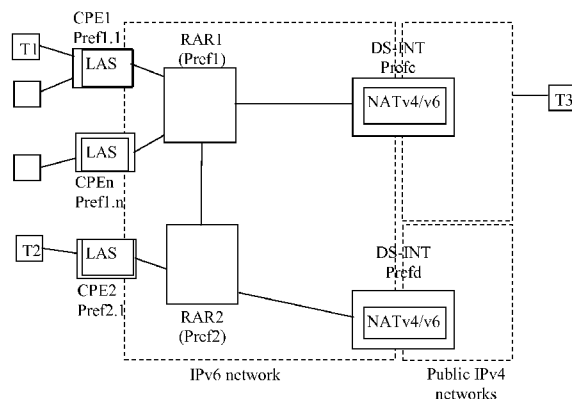 CPE1
Pref1.1
T1
LAS
RAR1
(Pref1)
DS-INT
Prefc
NATv4/v6
T3
LAS
CPEn
Pref1.n
T2
LAS
CPE2
Pref2.1
RAR2
(Pref2)
DS-INT
Prefd
NATv4/v6
IPv6 network
Public IPv4
networks